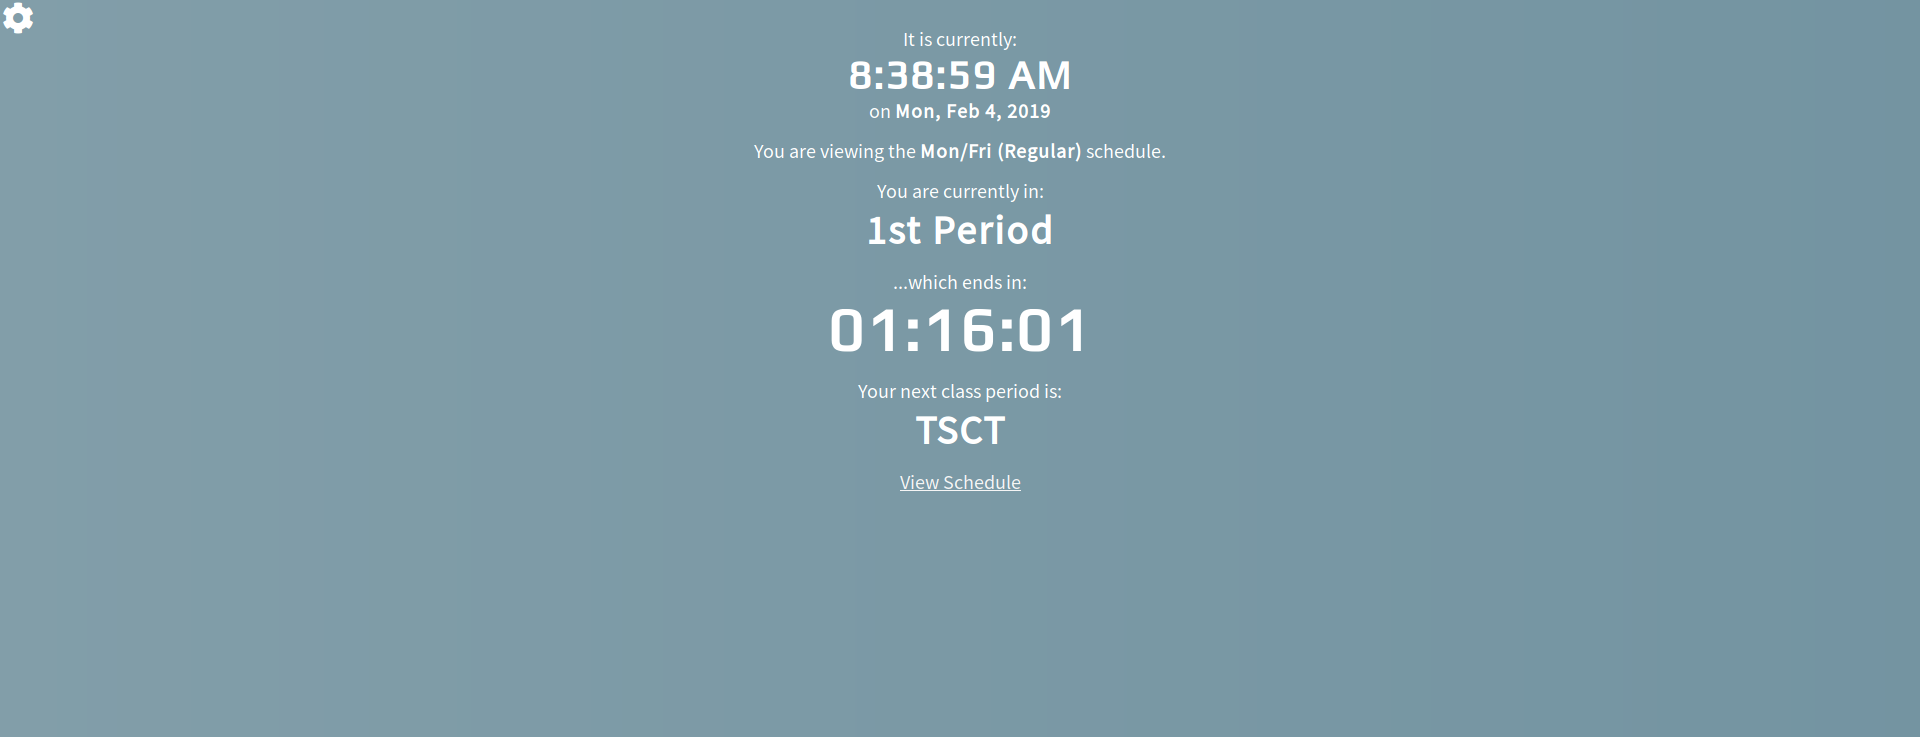 It is currently:
8:38:59 AM
on Mon, Feb 4, 2019
You are viewing the Mon/Fri (Regular) schedule.
You are currently in:
1st Period
...which ends in:
01:16:01
Your next class period is:
TSCT
View Schedule